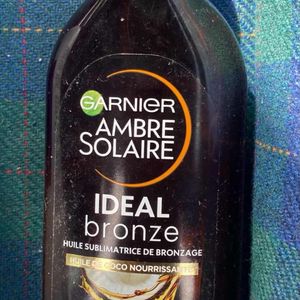 GARNIER
AMBRE
SOLAIRE
IDEAL
bronze
HUILE SUBLIMATRICE DE BRONZAGE
HUILE DE COCO NOURRISSANTE